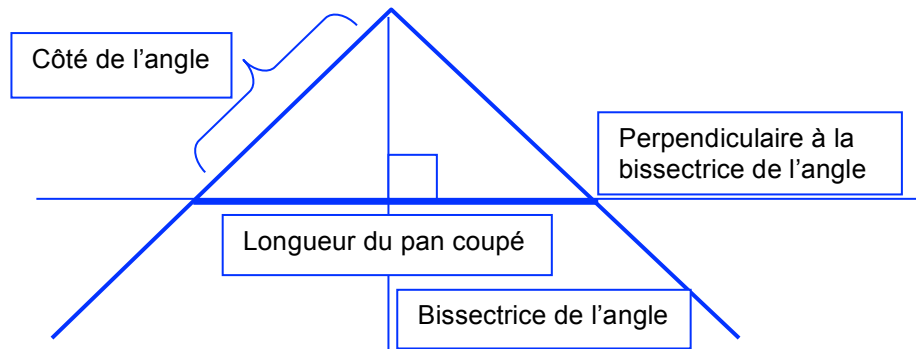 Côté de l’angle
Perpendiculaire à la
bissectrice de l’angle
Longueur du pan coupé
Bissectrice de l’angle